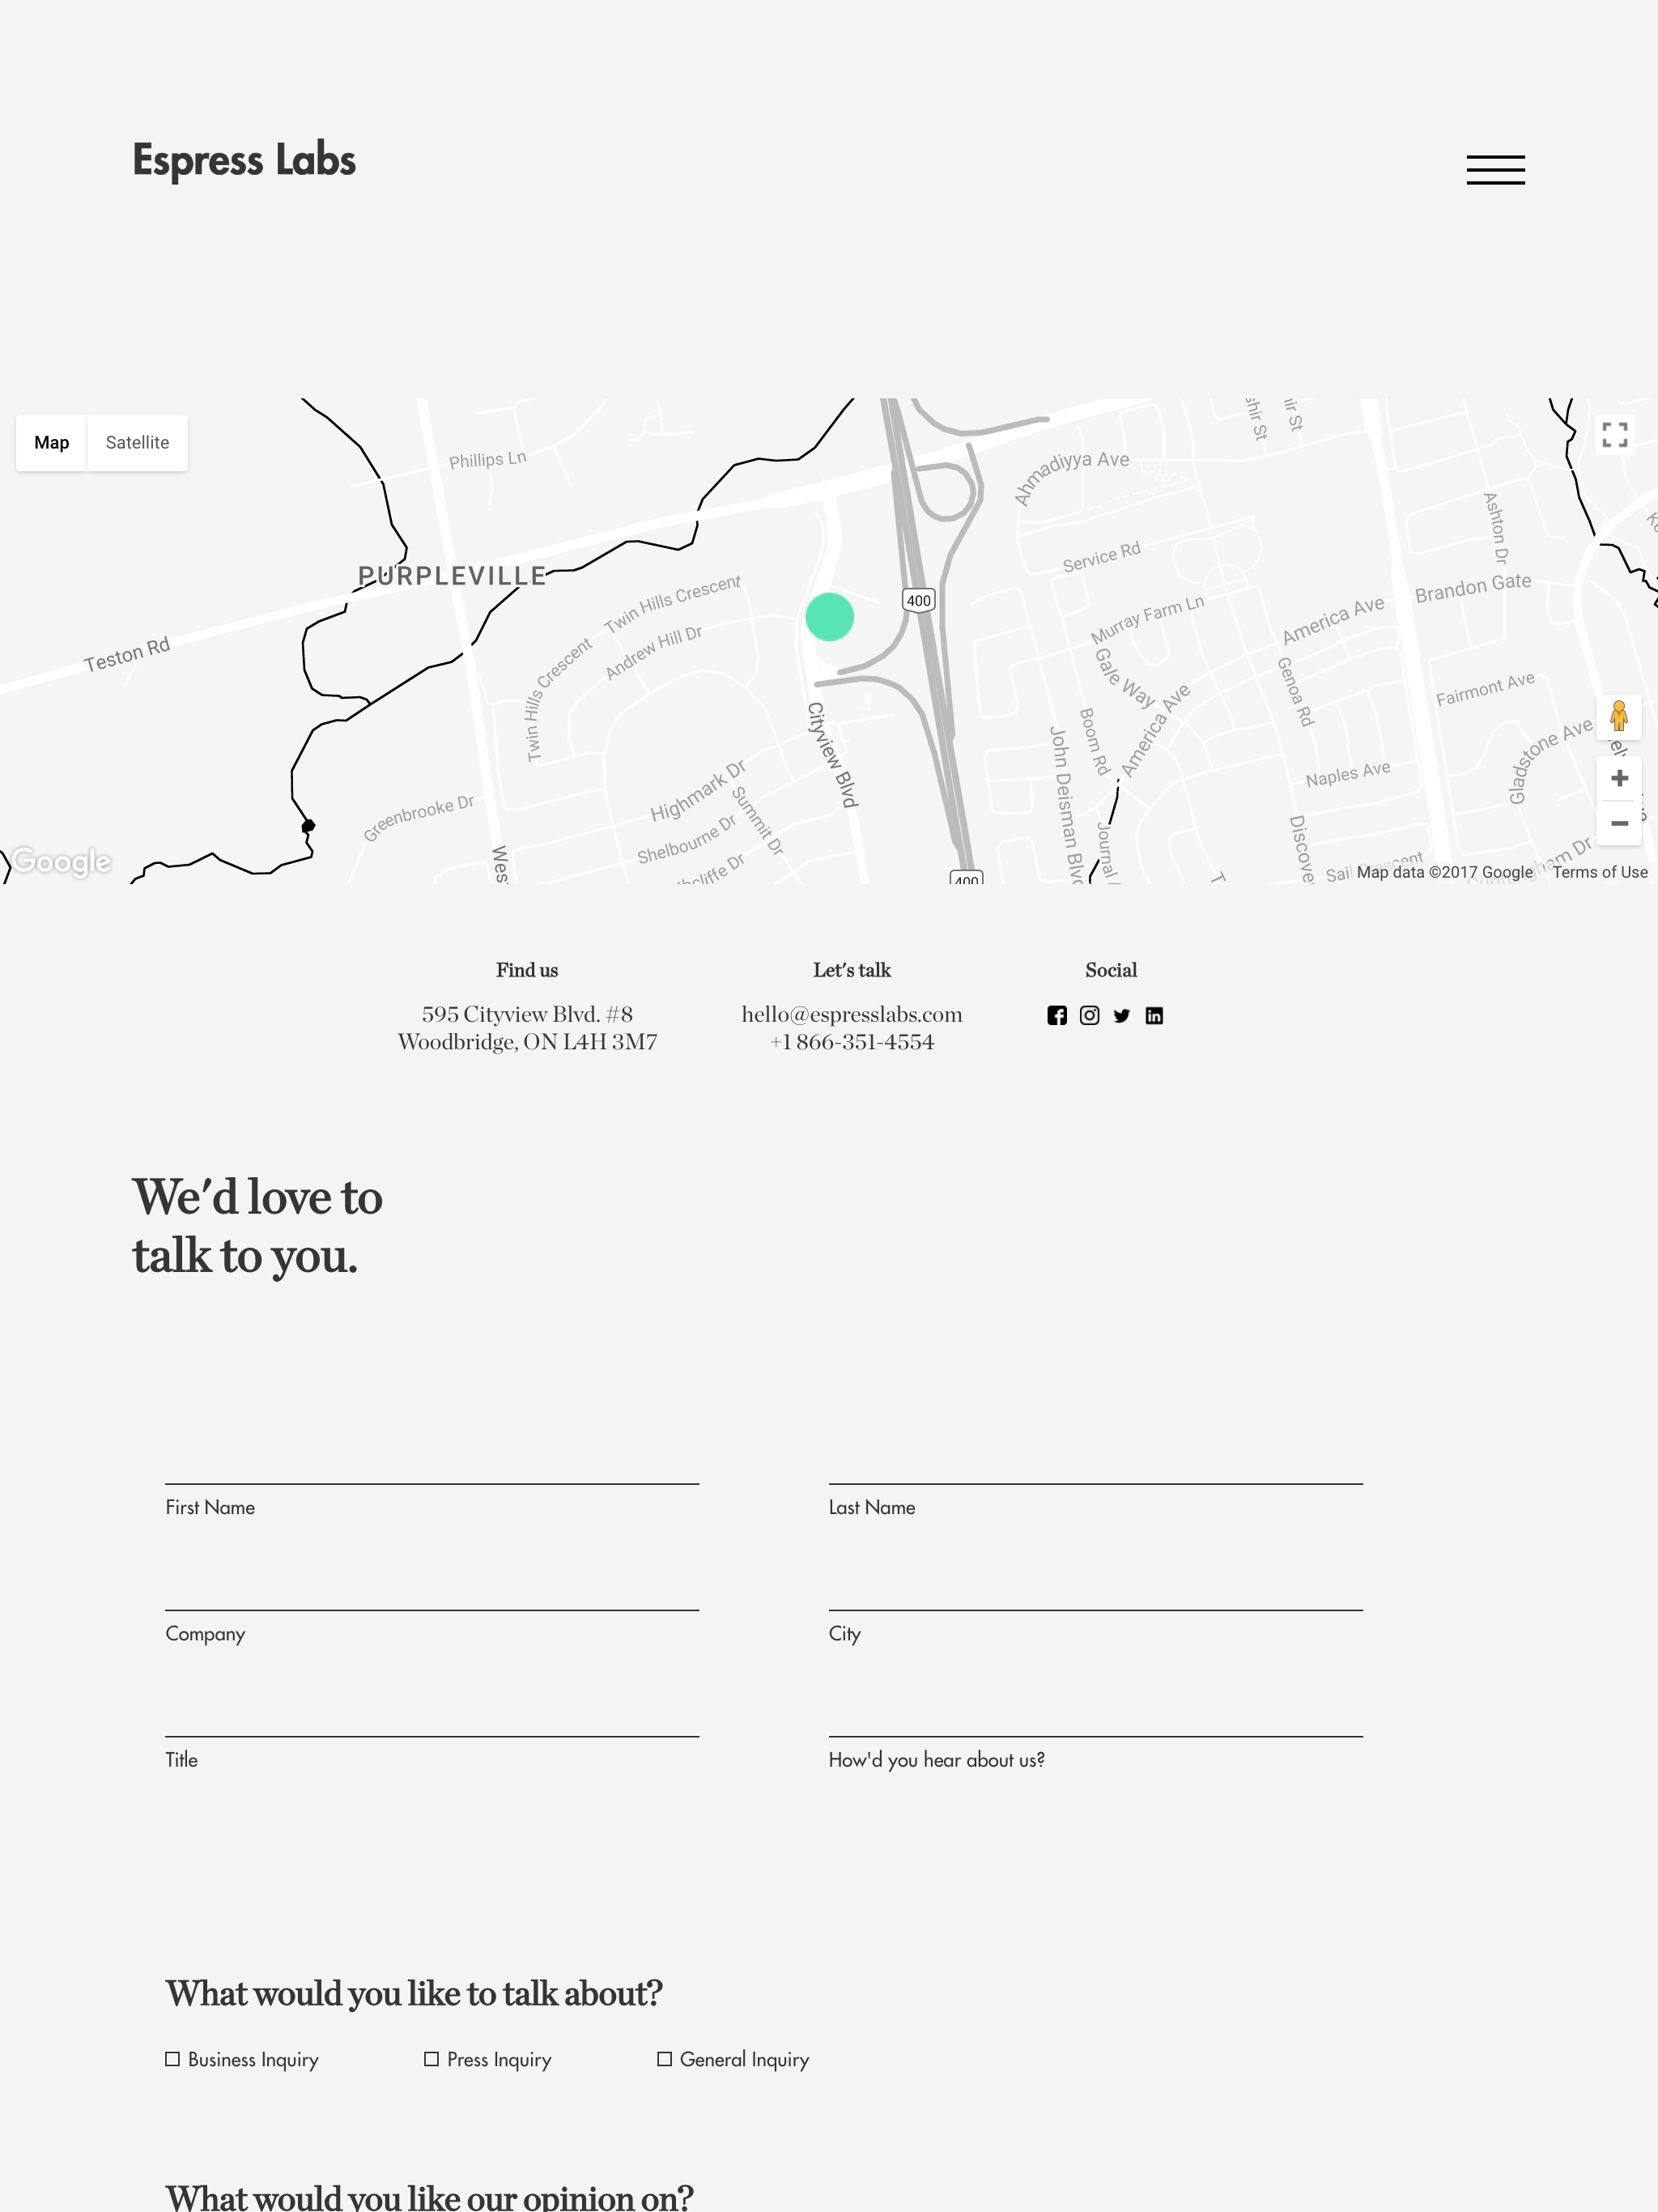 Espress Labs
Map
Satellite
Phillips Ln
Ahmadiyya Ave
Ashton Dr
PURPLEVILLE
Service Rd
Teston Rd
Twin Hills Crescent
400
Murray Farm Ln
America Ave
Brandon Gate
Andrew Hill Dr
Twin Hills Crescent
Gale Way
Genoa Rd
Fairmont Ave
Cityview Blvd
Boom Rd
America Ave
John Deisman Blvd
Gladstone Ave
Highmark Dr
Naples Ave
Greenbrooke Dr
Summit Dr
Shelbourne Dr
Journal
400
Google
Map data ©2017 Google
Terms of Use
Find us
595 Cityview Blvd. #8
Woodbridge, ON L4H 3M7
Let's talk
hello@espresslabs.com
+1 866-351-4554
Social
We'd love to
talk to you.
First Name
Last Name
Company
City
Title
How'd you hear about us?
What would you like to talk about?
Business Inquiry
Press Inquiry
General Inquiry
What would you like our opinion on?